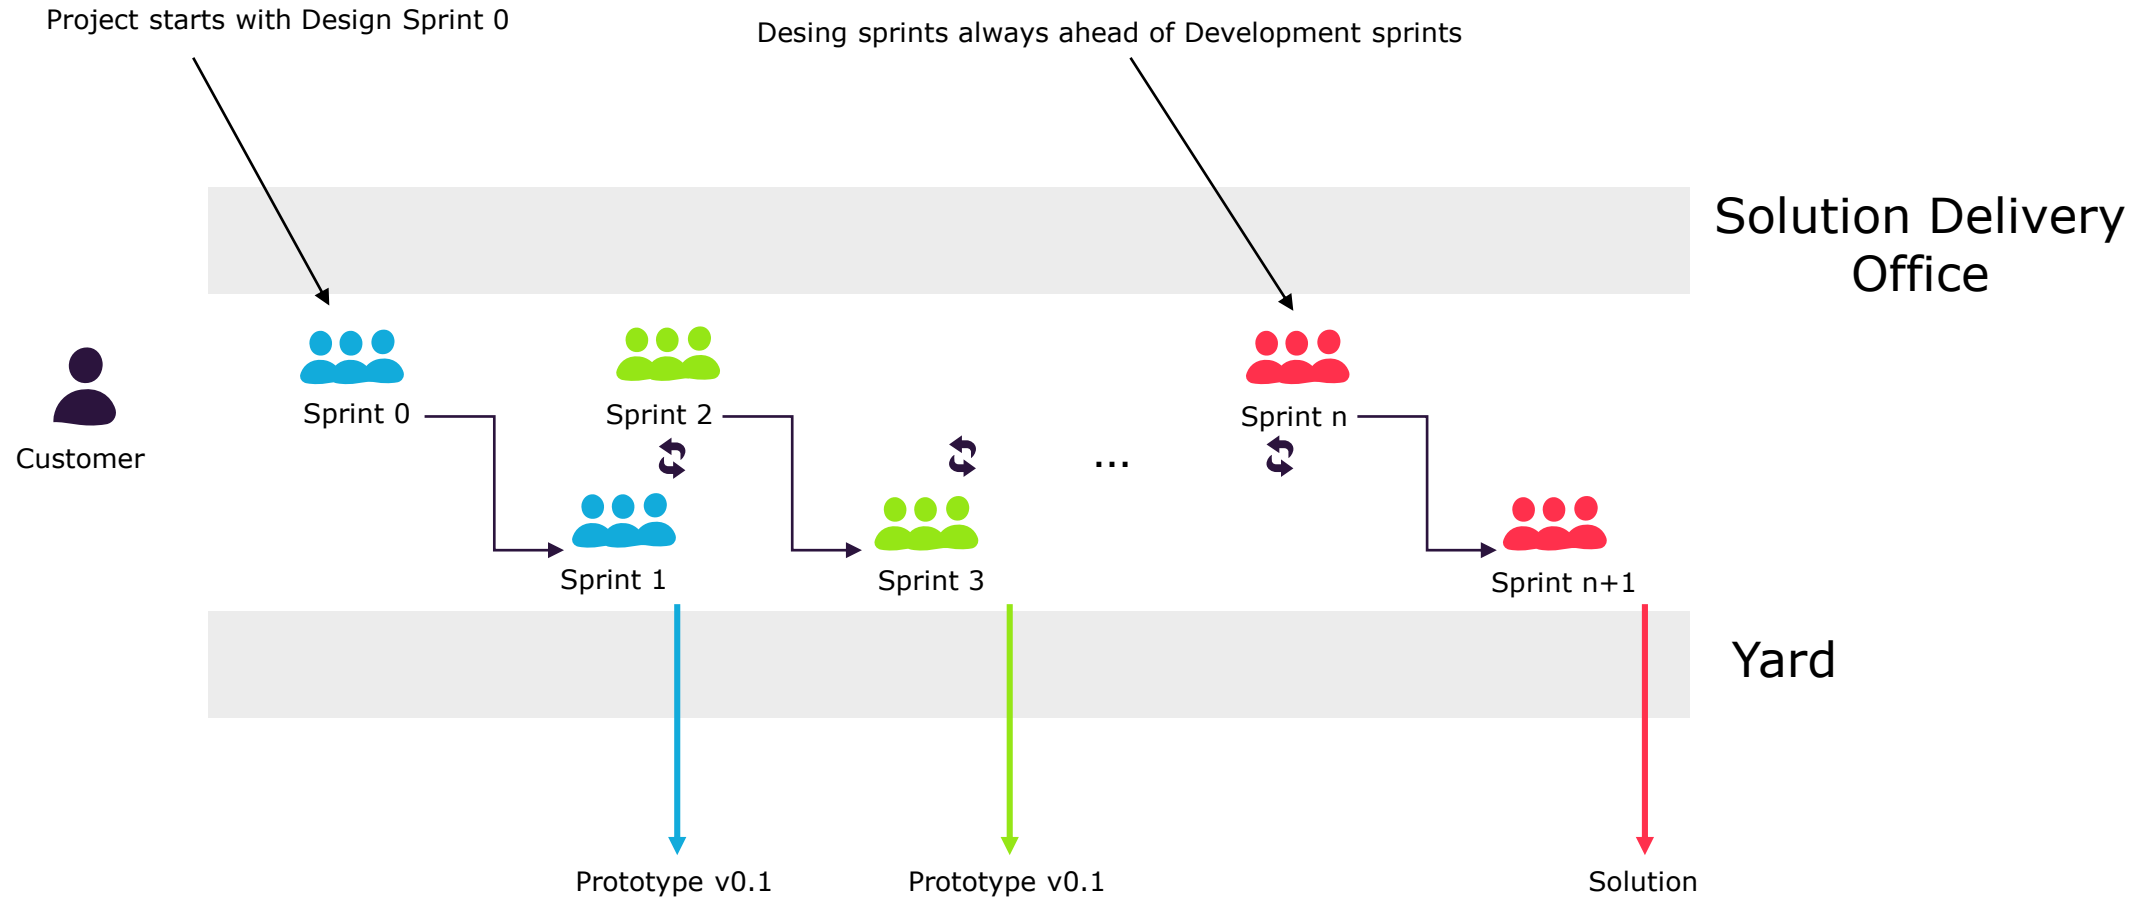 Project starts with Design Sprint 0
Desing sprints always ahead of Development sprints
Solution Delivery
Office
Customer
Sprint 0
Sprint 2
Sprint n
...
Sprint 1
Sprint 3
Sprint n+1
Yard
Prototype v0.1
Prototype v0.1
Solution